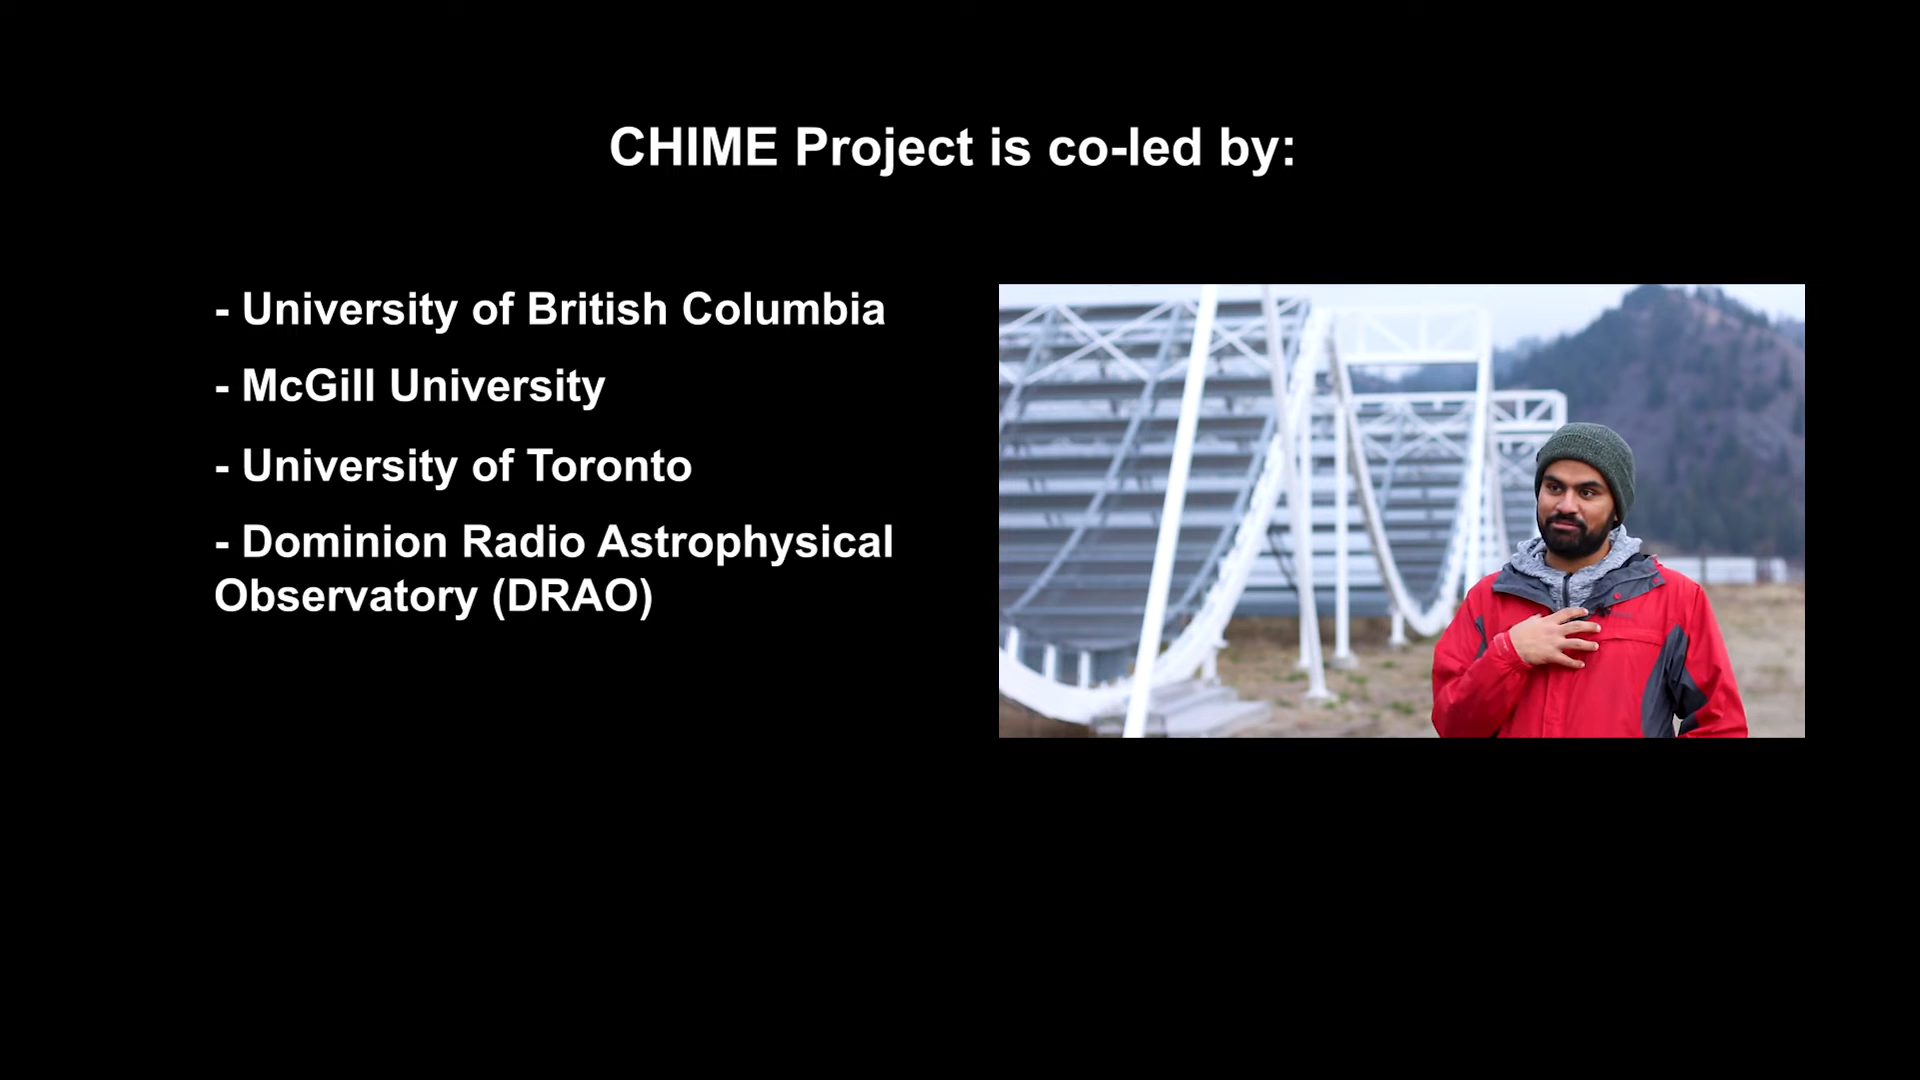 CHIME Project is co-led by:
- University of British Columbia
- McGill University
- University of Toronto
- Dominion Radio Astrophysical
Observatory (DRAO)